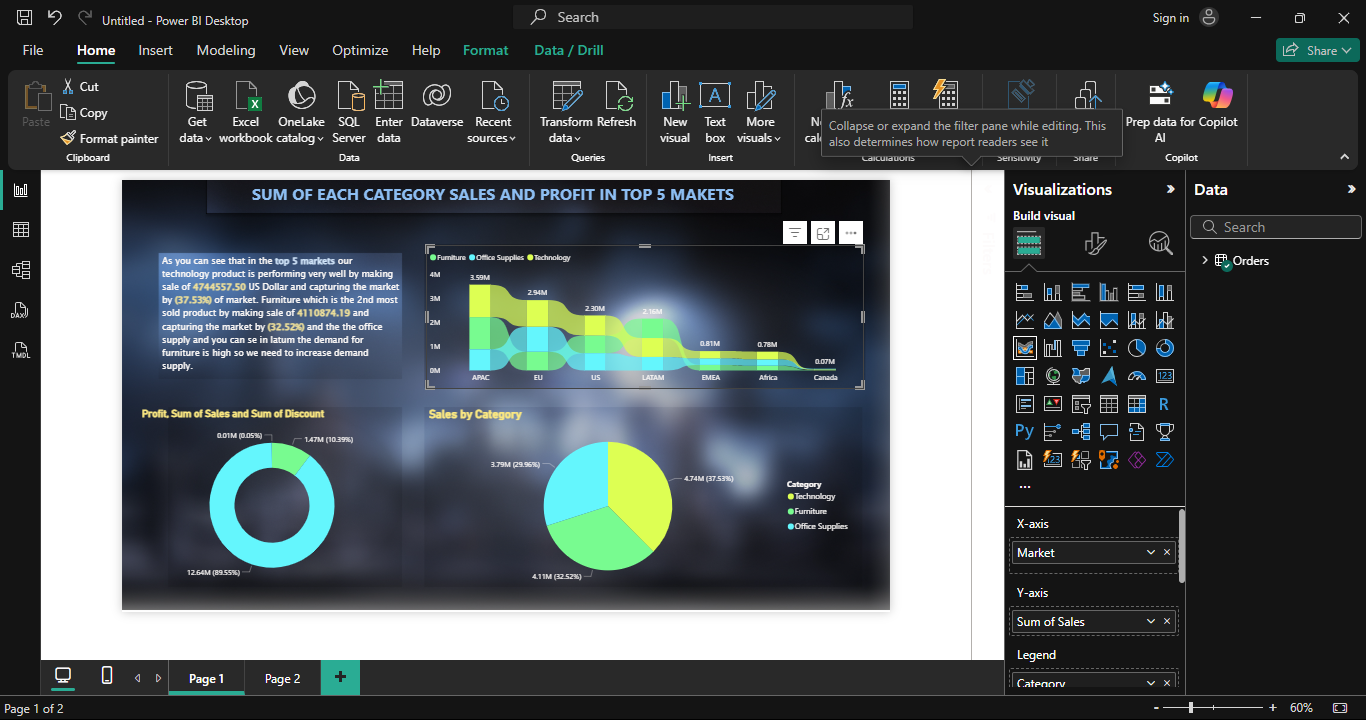 Untitled - Power BI Desktop
Search
Sign in
File
Home
Insert
Modeling
View
Optimize
Help
Format
Data / Drill
Share
Paste
Cut
Copy
Format painter
Clipboard
Get data
Excel workbook
OneLake catalog
SQL Server
Enter data
Dataverse
Recent sources
Data
Transform data
Refresh
Queries
New visual
Text box
More visuals
Insert
Calculations
Sensitivity
Share
Prep data for AI
Copilot
Copilot
Collapse or expand the filter pane while editing. This
also determines how report readers see it
SUM OF EACH CATEGORY SALES AND PROFIT IN TOP 5 MAKETS
As you can see that in the top 5 markets our
technology product is performing very well by making
sale of 4744557.50 US Dollar and capturing the market
by (37.53%) of market. Furniture which is the 2nd most
sold product by making sale of 4110874.19 and
capturing the market by (32.52%) and the the office
supply and you can se in latum the demand for
furniture is high so we need to increase demand
supply.
Furniture Office Supplies Technology
4M
3M
2M
1M
0M
3.59M
2.94M
2.30M
2.16M
0.81M
0.78M
0.07M
APAC
EU
US
LATAM
EMEA
Africa
Canada
Profit, Sum of Sales and Sum of Discount
0.01M (0.05%)
1.47M (10.39%)
12.64M (89.55%)
Sales by Category
3.79M (29.96%)
4.74M (37.53%)
4.11M (32.52%)
Category
Technology
Furniture
Office Supplies
Visualizations
Build visual
X-axis
Market
Y-axis
Sum of Sales
Legend
Category
Data
Search
Orders
Page 1
Page 2
Page 1 of 2
60%